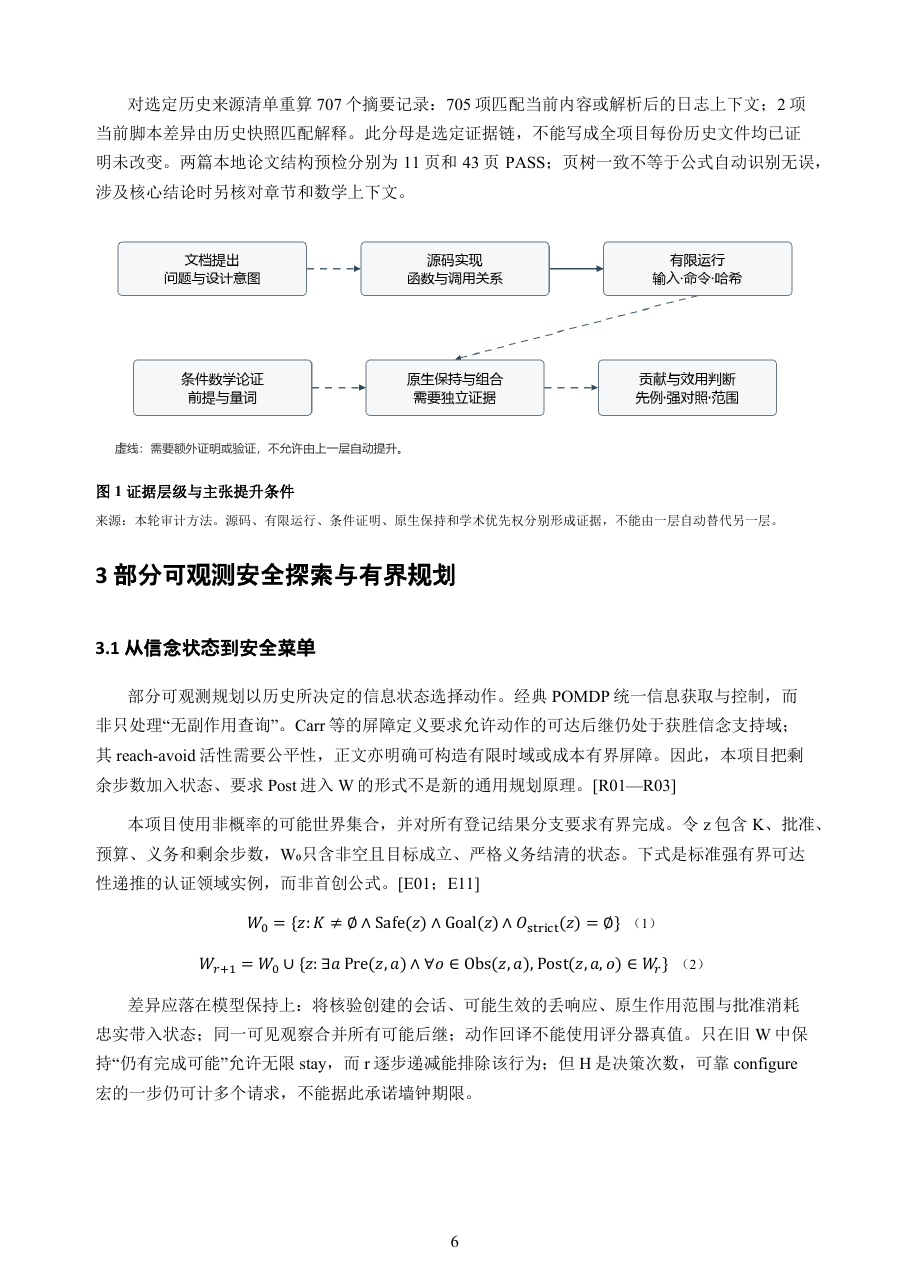 对选定历史来源清单重算 707 个摘要记录：705 项匹配当前内容或解析后的日志上下文；2 项
当前脚本差异由历史快照匹配解释。此分母是选定证据链，不能写成全项目每份历史文件均已证
明未改变。两篇本地论文结构预检分别为 11 页和 43 页 PASS；页树一致不等于公式自动识别无误，
涉及核心结论时另核对章节和数学上下文。
文档提出
问题与设计意图
源码实现
函数与调用关系
有限运行
输入·命令·哈希
条件数学论证
前提与量词
原生保持与组合
需要独立证据
贡献与效用判断
先例·强对照·范围
虚线：需要额外证明或验证，不允许由上一层自动提升。
图 1 证据层级与主张提升条件
来源：本轮审计方法。源码、有限运行、条件证明、原生保持和学术优先权分别形成证据，不能由一层自动替代另一层。
3 部分可观测安全探索与有界规划
3.1 从信念状态到安全菜单
部分可观测规划以历史所决定的信息状态选择动作。经典 POMDP 统一信息获取与控制，而
非只处理“无副作用查询”。Carr 等的屏障定义要求允许动作的可达后继仍处于获胜信念支持域；
其 reach-avoid 活性需要公平性，正文亦明确可构造有限时域或成本有界屏障。因此，本项目把剩
余步数加入状态、要求 Post 进入 W 的形式不是新的通用规划原理。[R01—R03]
本项目使用非概率的可能世界集合，并对所有登记结果分支要求有界完成。令 z 包含 K、批准、
预算、义务和剩余步数，W₀只含非空且目标成立、严格义务结清的状态。下式是标准强有界可达
性递推的认证领域实例，而非首创公式。[E01；E11]
𝑊₀ = {𝑧: 𝐾 ≠ ∅ ∧ Safe(𝑧) ∧ Goal(𝑧) ∧ 𝑂_strict(𝑧) = ∅} （1）
𝑊_{𝑟+1} = 𝑊₀ ∪ {𝑧: ∃𝑎 Pre(𝑧, 𝑎) ∧ ∀𝑜 ∈ Obs(𝑧, 𝑎), Post(𝑧, 𝑎, 𝑜) ∈ 𝑊_𝑟} （2）
差异应落在模型保持上：将核验创建的会话、可能生效的丢响应、原生作用范围与批准消耗
忠实带入状态；同一可见观察合并所有可能后继；动作回译不能使用评分器真值。只在旧 W 中保
持“仍有完成可能”允许无限 stay，而 r 逐步递减能排除该行为；但 H 是决策次数，可靠 configure
宏的一步仍可计多个请求，不能据此承诺墙钟期限。
6